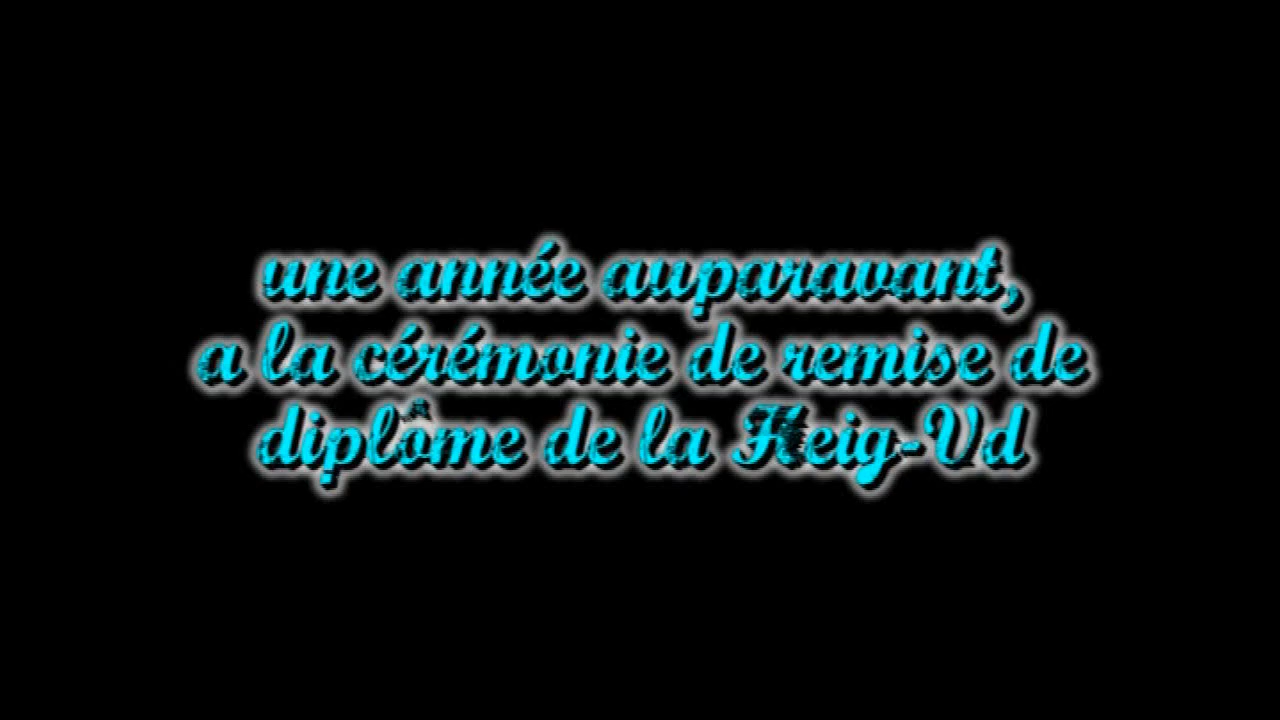 une année auparavant,
a la cérémonie de remise de
diplôme de la Heig-Vd